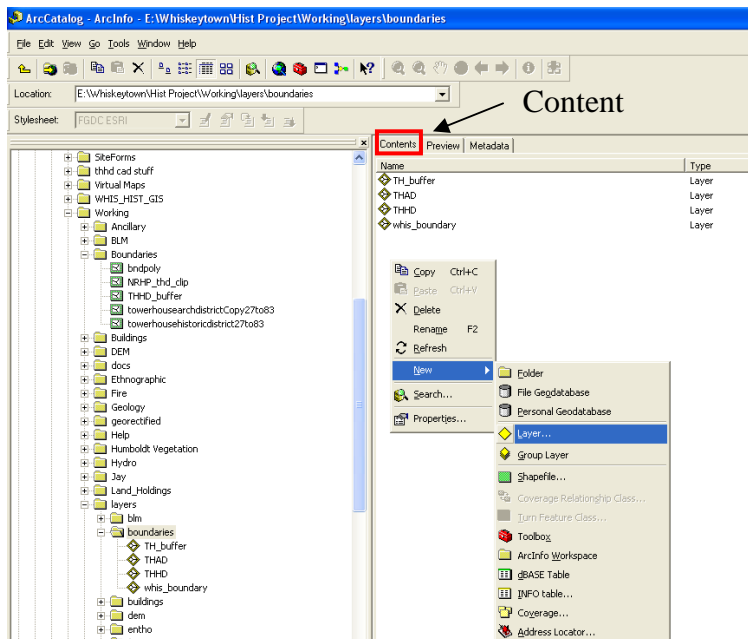 ArcCatalog - ArcInfo - E:\Whiskeytown\Hist Project\Working\layers\boundaries
File Edit View Go Tools Window Help
Location: E:\Whiskeytown\Hist Project\Working\layers\boundaries
Content
Stylesheet: FGDC ESRI
Contents Preview Metadata
SiteForms
thhd cad stuff
Virtual Maps
WHIS_HIST_GIS
Working
Ancillary
BLM
Boundaries
bndpoly
NRHP_thd_clip
THHD_buffer
towerhousearchdistrictCopy27to83
towerhousehistoricdistrict27to83
Buildings
DEM
docs
Ethnographic
Fire
Geology
georectified
Help
Humboldt Vegetation
Hydro
Jay
Land_Holdings
layers
blm
boundaries
TH_buffer
THAD
THHD
whis_boundary
buildings
dem
entho
Name Type
TH_buffer Layer
THAD Layer
THHD Layer
whis_boundary Layer
Copy Ctrl+C
Paste Ctrl+V
Delete
Rename F2
Refresh
New
Search...
Properties...
Folder
File Geodatabase
Personal Geodatabase
Layer...
Group Layer
Shapefile...
Coverage Relationship Class...
Turn Feature Class...
Toolbox
ArcInfo Workspace
dBASE Table
INFO table...
Coverage...
Address Locator...